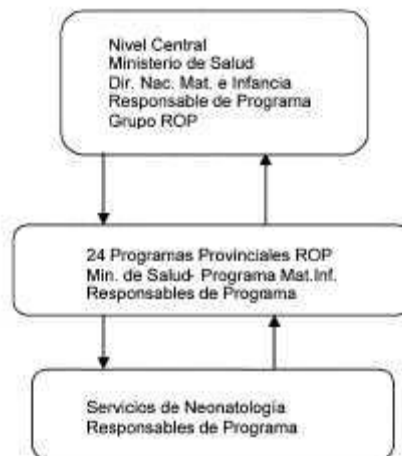 Nivel Central
Ministerio de Salud
Dir. Nac. Mat. e Infancia
Responsable de Programa
Grupo ROP
24 Programas Provinciales ROP
Min. de Salud- Programa Mat.Inf.
Responsables de Programa
Servicios de Neonatología
Responsables de Programa